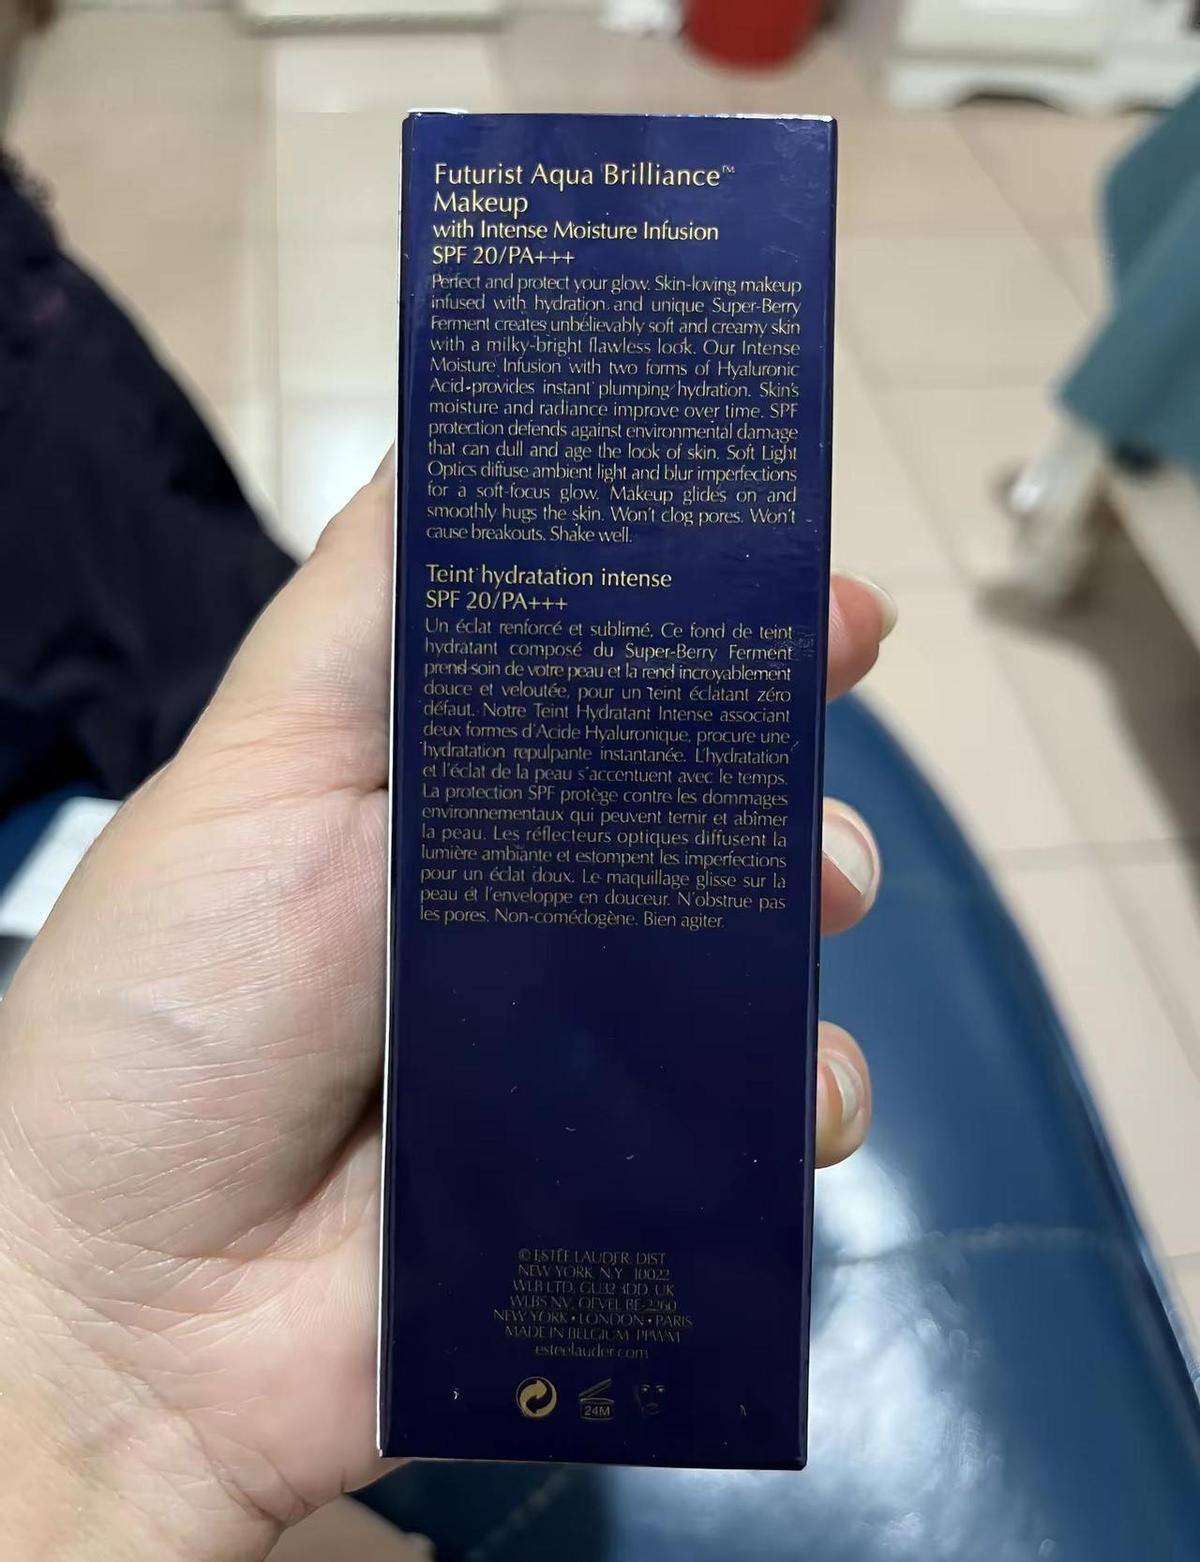 Futurist Aqua Brilliance™
Makeup
with Intense Moisture Infusion
SPF 20/PA+++
Perfect and protect your glow. Skin-loving makeup
infused with hydration and unique Super-Berry
Ferment creates unbelievably soft and creamy skin
with a milky-bright flawless look. Our Intense
Moisture Infusion with two forms of Hyaluronic
Acid provides instant plumping hydration. Skin's
moisture and radiance improve over time. SPF
protection defends against environmental damage
that can dull and age the look of skin. Soft Light
Optics diffuse ambient light and blur imperfections
for a soft-focus glow. Makeup glides on and
smoothly hugs the skin. Won't clog pores. Won't
cause breakouts. Shake well.
Teint hydratation intense
SPF 20/PA+++
Un éclat renforcé et sublimé. Ce fond de teint
hydratant composé du Super-Berry Ferment
prend soin de votre peau et la rend incroyablement
douce et veloutée, pour un teint éclatant zéro
défaut. Notre Teint Hydratant Intense associant
deux formes d'Acide Hyaluronique, procure une
hydratation repulpante instantanée. L'hydratation
et l'éclat de la peau s'accentuent avec le temps.
La protection SPF protège contre les dommages
environnementaux qui peuvent ternir et abîmer
la peau. Les réflecteurs optiques diffusent la
lumière ambiante et estompent les imperfections
pour un éclat doux. Le maquillage glisse sur la
peau et l'enveloppe en douceur. N'obstrue pas
les pores. Non-comédogène. Bien agiter.
© ESTÉE LAUDER, DIST
NEW YORK, N.Y. 10022
WLB LTD, GU32 3DD, UK
WLBS NV, OEVEL BE-2260
NEW YORK • LONDON • PARIS
MADE IN BELGIUM PPWM
esteelauder.com
24M